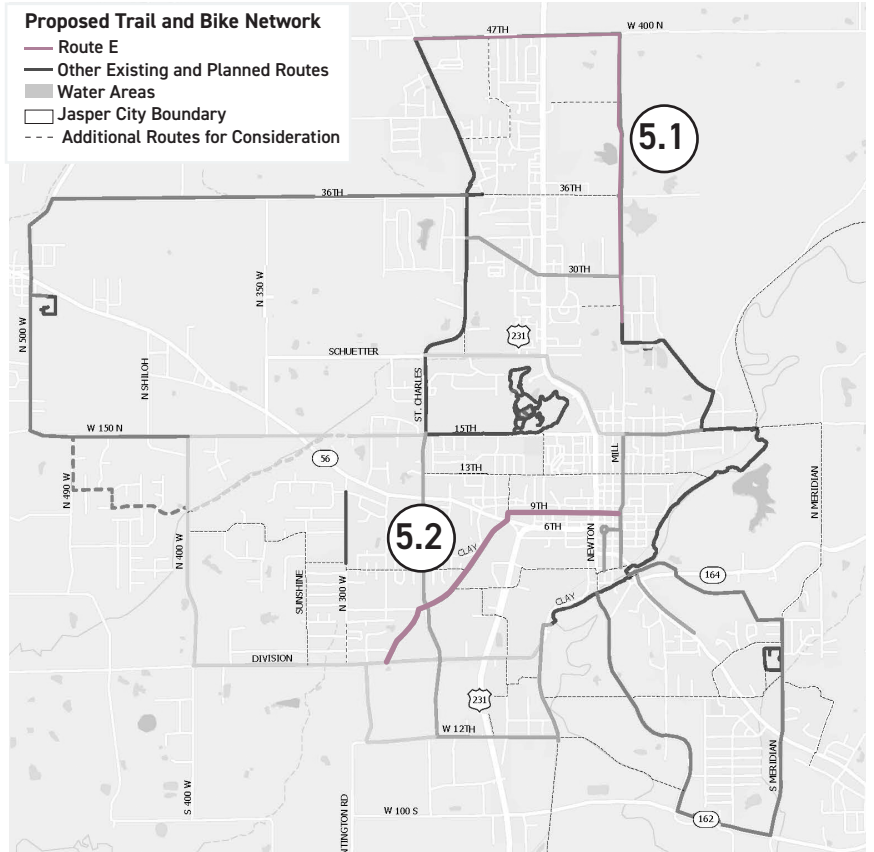 Proposed Trail and Bike Network
Route E
Other Existing and Planned Routes
Water Areas
Jasper City Boundary
Additional Routes for Consideration
47TH
W 400 N
5.1
36TH
36TH
30TH
N 350 W
N 500 W
231
SCHUETTER
N SHILOH
ST. CHARLES
W 150 N
15TH
MILL
56
13TH
N 490 W
N MERIDIAN
9TH
6TH
5.2
CLAY
NEWTON
N 400 W
SUNSHINE
N 300 W
164
CLAY
DIVISION
231
W 12TH
S MERIDIAN
S 400 W
NTINGTON RD
W 100 S
162